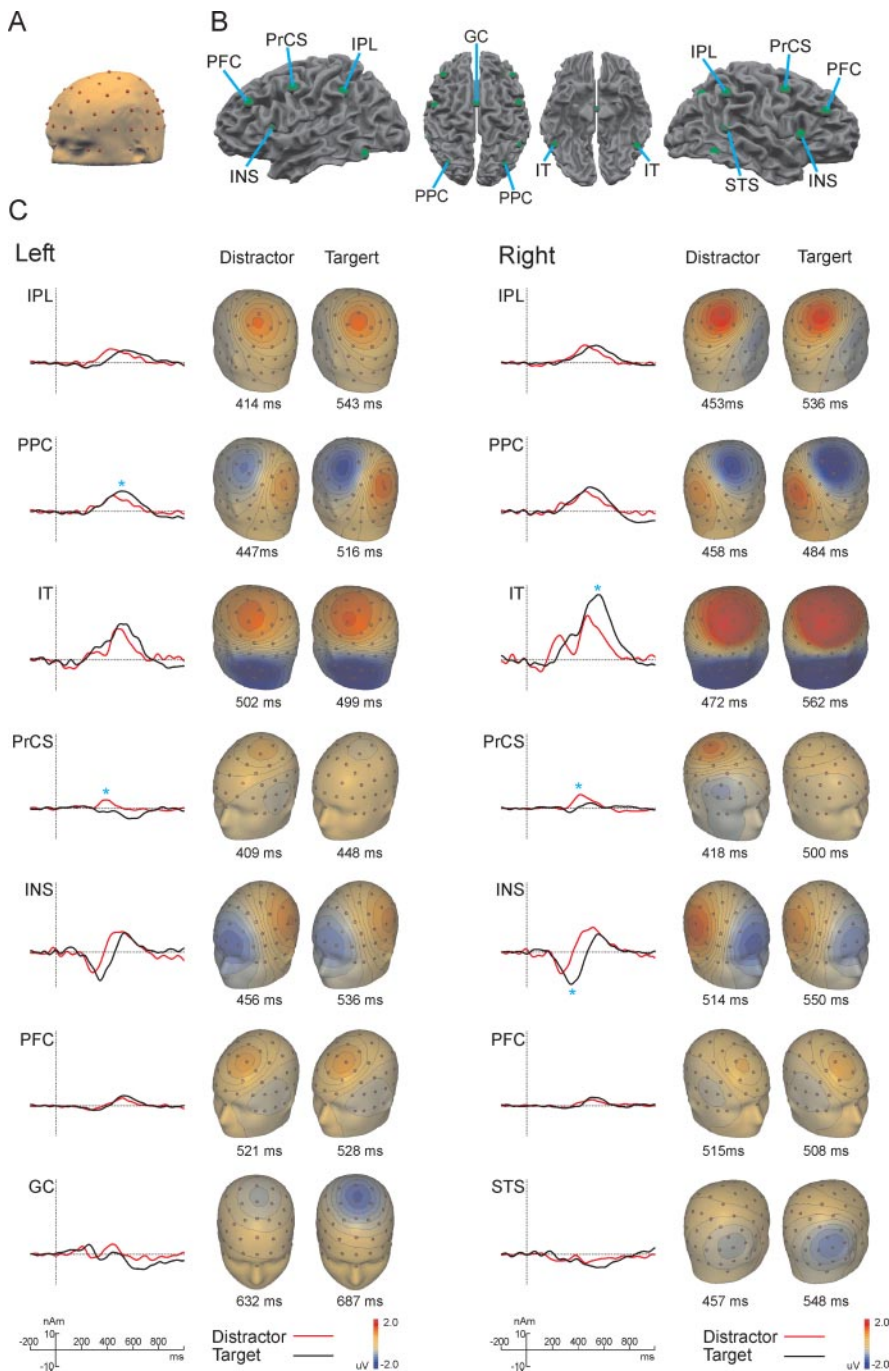 A
B
GC
PrCS
IPL
PFC
INS
PPC
PPC
IT
IT
IPL
PrCS
PFC
STS
INS
C
Left
Distractor
Targert
Right
Distractor
Targert
IPL
414 ms
543 ms
IPL
453ms
536 ms
PPC
*
447ms
516 ms
PPC
458 ms
484 ms
IT
502 ms
499 ms
IT
*
472 ms
562 ms
PrCS
*
409 ms
448 ms
PrCS
*
418 ms
500 ms
INS
456 ms
536 ms
INS
*
514 ms
550 ms
PFC
521 ms
528 ms
PFC
515ms
508 ms
GC
632 ms
687 ms
STS
457 ms
548 ms
nAm
10
-10
-200 0 200 400 600 800
ms
Distractor
Target
2.0
uV -2.0
nAm
10
-10
-200 0 200 400 600 800
ms
Distractor
Target
2.0
uV -2.0